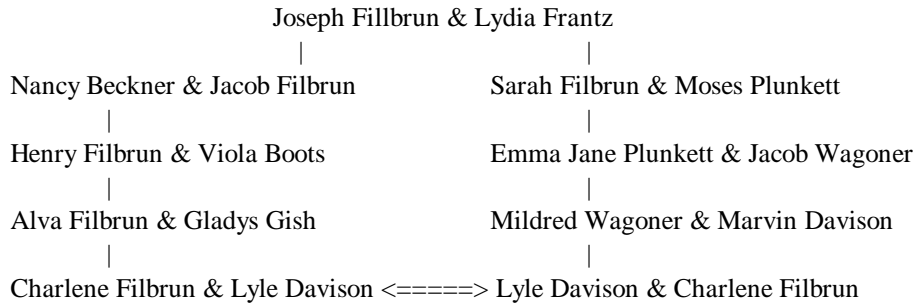 Joseph Fillbrun & Lydia Frantz
| |
Nancy Beckner & Jacob Filbrun Sarah Filbrun & Moses Plunkett
| |
Henry Filbrun & Viola Boots Emma Jane Plunkett & Jacob Wagoner
| |
Alva Filbrun & Gladys Gish Mildred Wagoner & Marvin Davison
| |
Charlene Filbrun & Lyle Davison <=====> Lyle Davison & Charlene Filbrun